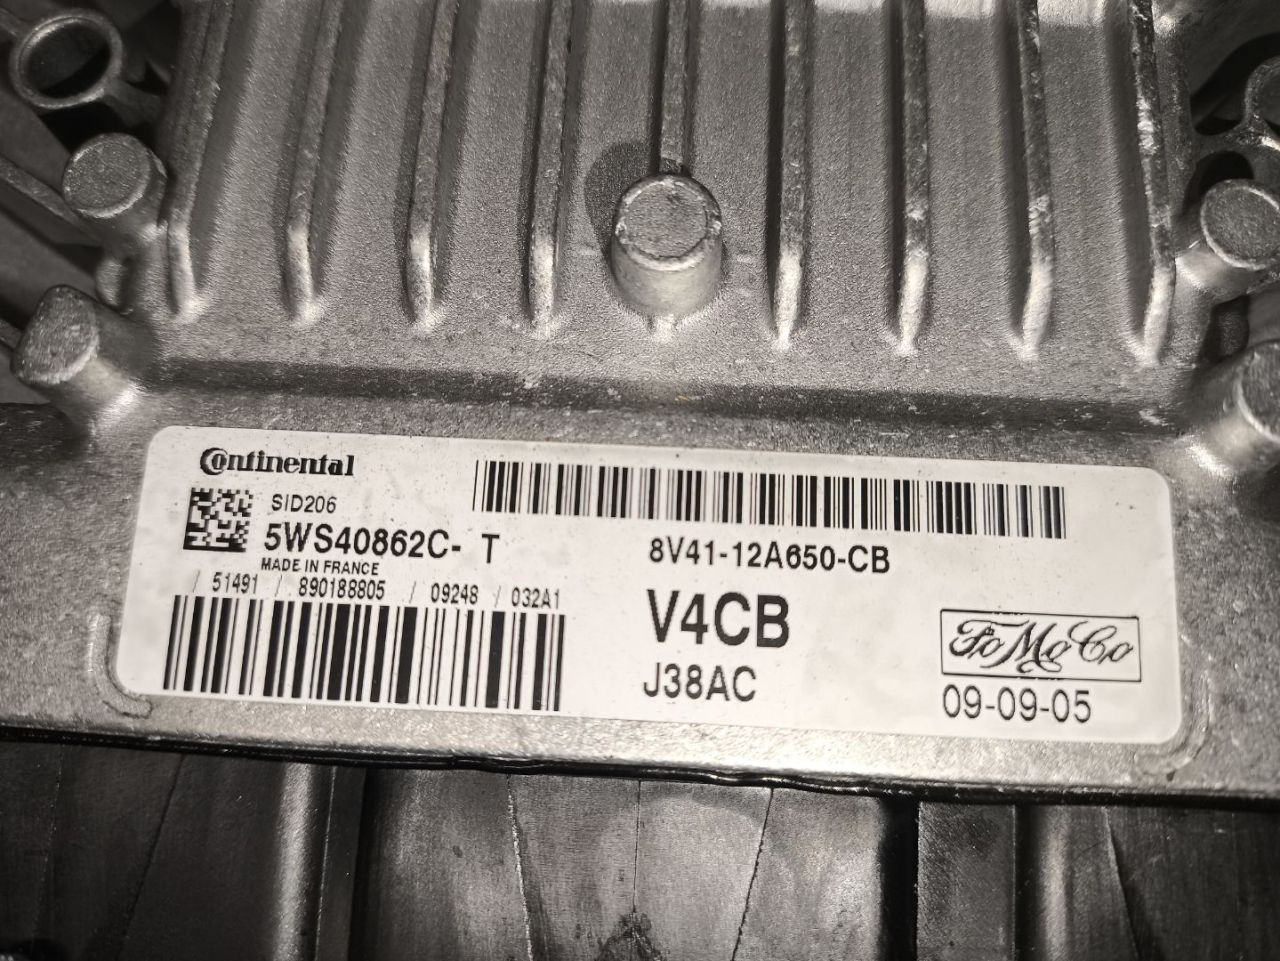 Continental
SID206
5WS40862C- T
MADE IN FRANCE
/ 51491 / 890188805 / 09248 / 032A1
8V41-12A650-CB
V4CB
J38AC
FoMoCo
09-09-05